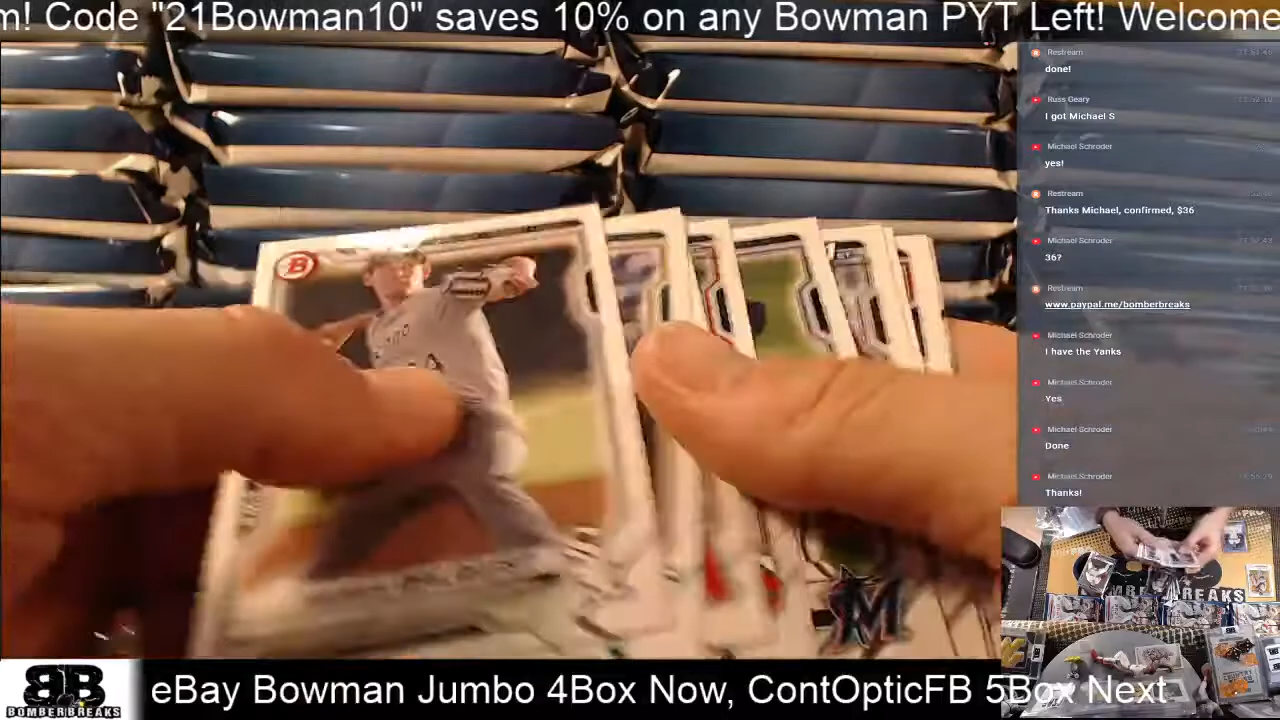 m! Code "21Bowman10" saves 10% on any Bowman PYT Left! Welcome
Restream
done!
Russ Geary
I got Michael S
Michael Schroder
yes!
Restream
Thanks Michael, confirmed, $36
Michael Schroder
36?
Restream
www.paypal.me/bomberbreaks
Michael Schroder
I have the Yanks
Michael Schroder
Yes
Michael Schroder
Done
Michael Schroder
Thanks!
B
M
BREAKS
BB
BOMBERBREAKS
eBay Bowman Jumbo 4Box Now, ContOpticFB 5Box Next